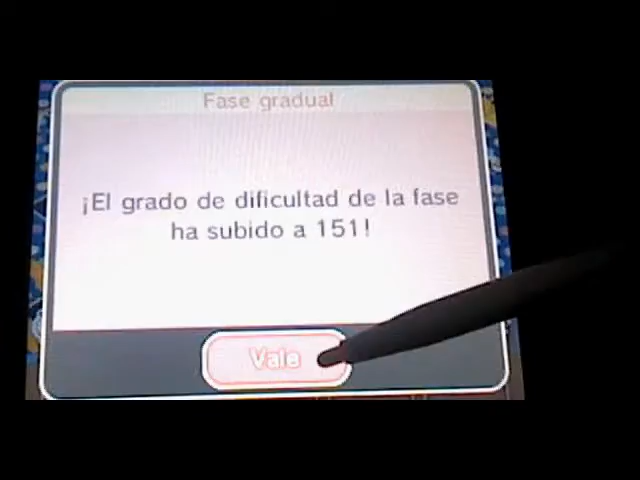 Fase gradual
¡El grado de dificultad de la fase
ha subido a 151!
Vale